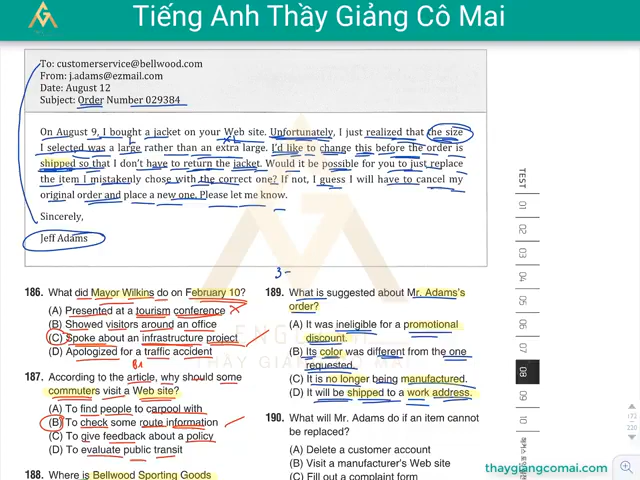 AG
Tiếng Anh Thầy Giảng Cô Mai
To: customerservice@bellwood.com
From: j.adams@ezmail.com
Date: August 12
Subject: Order Number 029384
On August 9, I bought a jacket on your Web site. Unfortunately, I just realized that the size
I selected was a large rather than an extra large. I'd like to change this before the order is
shipped so that I don't have to return the jacket. Would it be possible for you to just replace
the item I mistakenly chose with the correct one? If not, I guess I will have to cancel my
original order and place a new one. Please let me know.
Sincerely,
Jeff Adams
186. What did Mayor Wilkins do on February 10?
(A) Presented at a tourism conference
(B) Showed visitors around an office
(C) Spoke about an infrastructure project
(D) Apologized for a traffic accident
187. According to the article, why should some
commuters visit a Web site?
(A) To find people to carpool with
(B) To check some route information
(C) To give feedback about a policy
(D) To evaluate public transit
188. Where is Bellwood Sporting Goods
3-
189. What is suggested about Mr. Adams's
order?
(A) It was ineligible for a promotional
discount.
(B) Its color was different from the one
requested.
(C) It is no longer being manufactured.
(D) It will be shipped to a work address.
190. What will Mr. Adams do if an item cannot
be replaced?
(A) Delete a customer account
(B) Visit a manufacturer's Web site
(C) Fill out a complaint form
TEST
01
02
03
04
05
06
07
08
09
10
THẦY GIẢNG CÔ MAI
thaygiangcomai.com